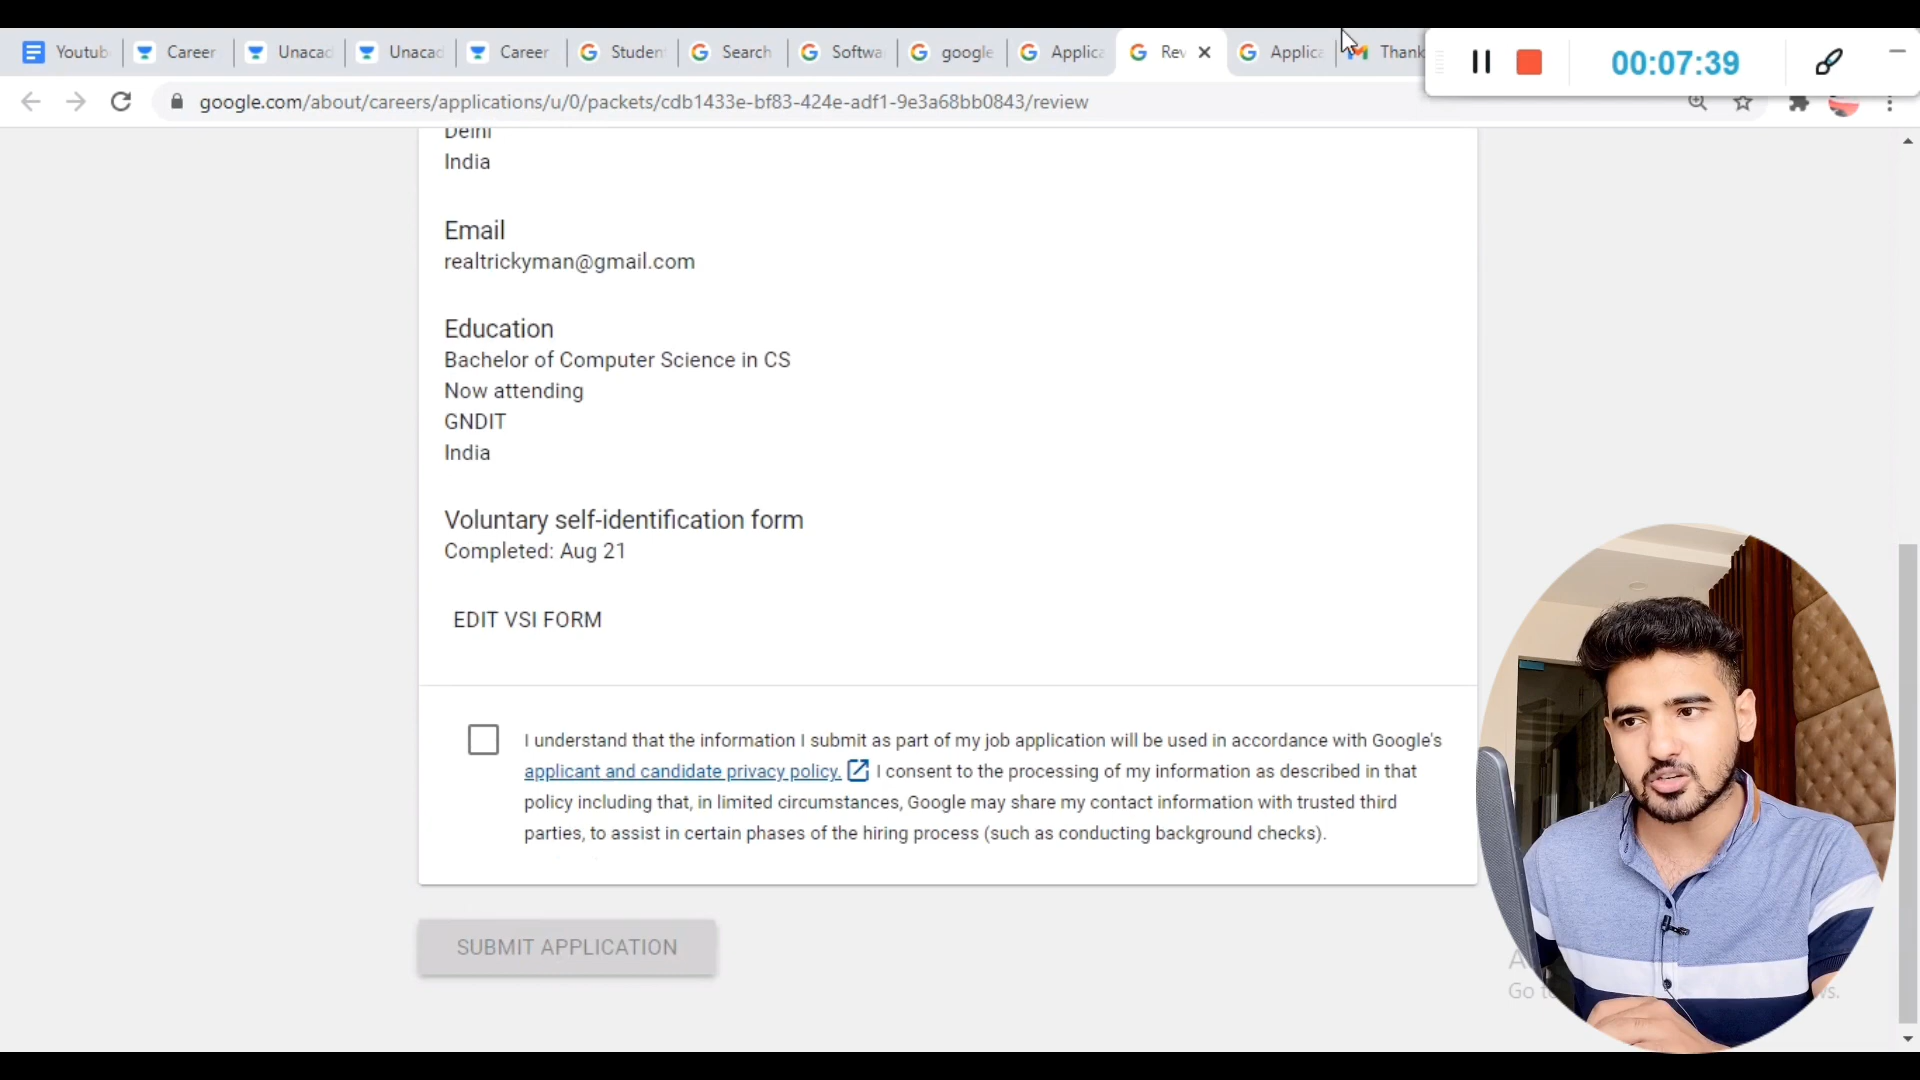 Youtub
Career
Unacad
Unacad
Career
Studen
Search
Softwa
google
Applica
Rev
Applica
Thank
00:07:39
google.com/about/careers/applications/u/0/packets/cdb1433e-bf83-424e-adf1-9e3a68bb0843/review
Delhi
India
Email
realtrickyman@gmail.com
Education
Bachelor of Computer Science in CS
Now attending
GNDIT
India
Voluntary self-identification form
Completed: Aug 21
EDIT VSI FORM
I understand that the information I submit as part of my job application will be used in accordance with Google's
applicant and candidate privacy policy. I consent to the processing of my information as described in that
policy including that, in limited circumstances, Google may share my contact information with trusted third
parties, to assist in certain phases of the hiring process (such as conducting background checks).
SUBMIT APPLICATION
Go